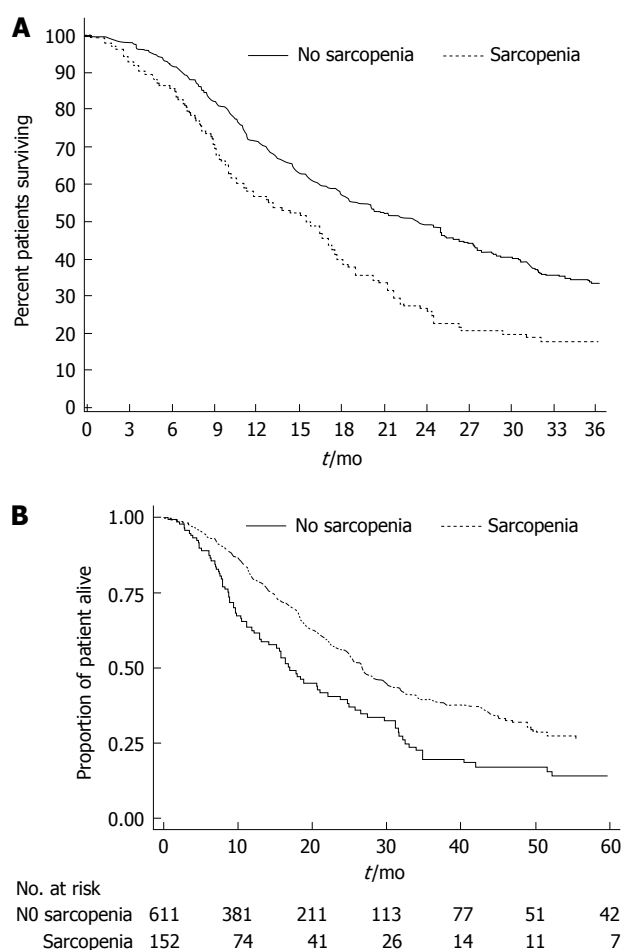 A
No sarcopenia Sarcopenia
100
90
80
70
60
50
40
30
20
10
0
Percent patients surviving
0 3 6 9 12 15 18 21 24 27 30 33 36
t/mo
B
No sarcopenia Sarcopenia
1.00
0.75
0.50
0.25
0.00
Proportion of patient alive
0 10 20 30 40 50 60
t/mo
No. at risk
N0 sarcopenia 611 381 211 113 77 51 42
Sarcopenia 152 74 41 26 14 11 7